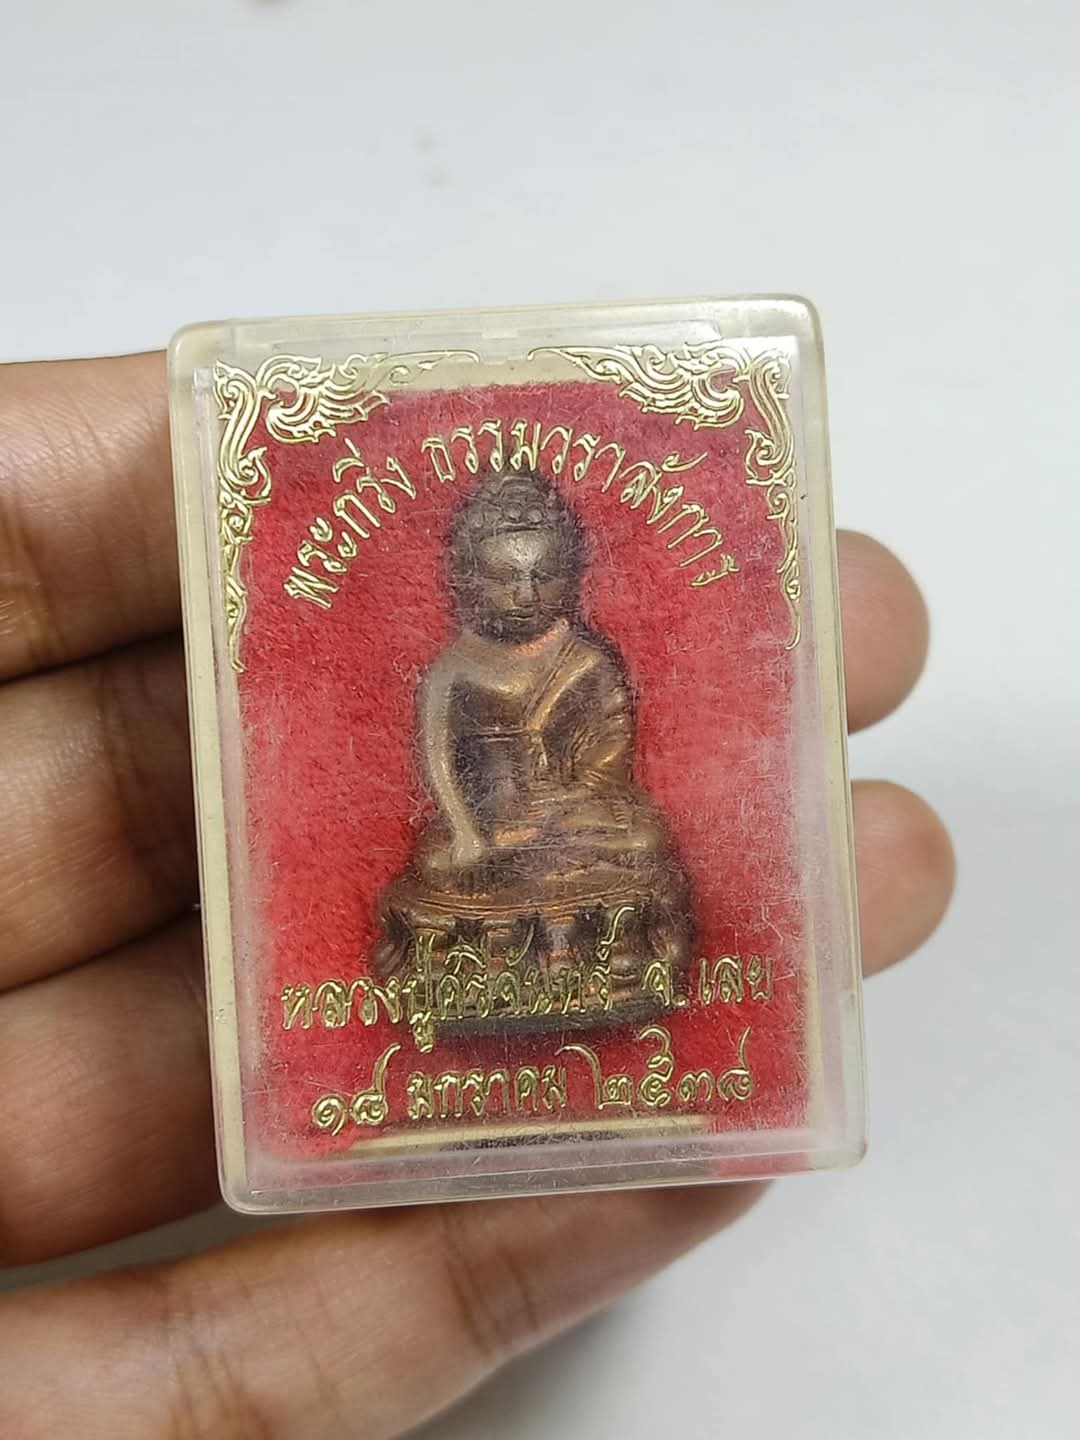 พระกริ่ง ธรรมวราลังการ์
หลวงปู่ศรีจันทร์ จ.เลย
๑๘ มกราคม ๒๕๓๘